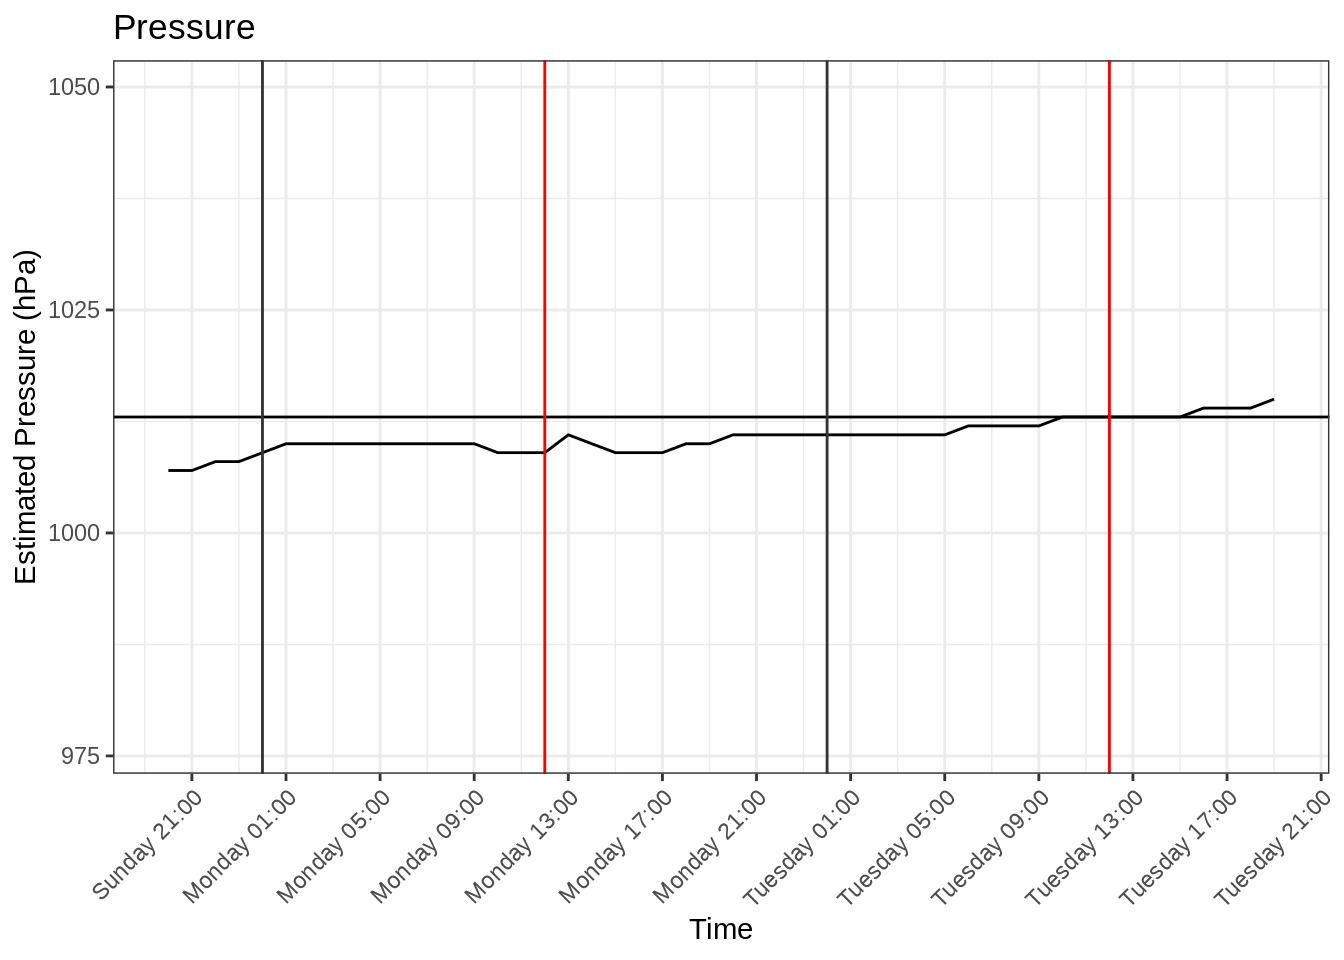 Pressure
Estimated Pressure (hPa)
1050
1025
1000
975
Sunday 21:00
Monday 01:00
Monday 05:00
Monday 09:00
Monday 13:00
Monday 17:00
Monday 21:00
Tuesday 01:00
Tuesday 05:00
Tuesday 09:00
Tuesday 13:00
Tuesday 17:00
Tuesday 21:00
Time